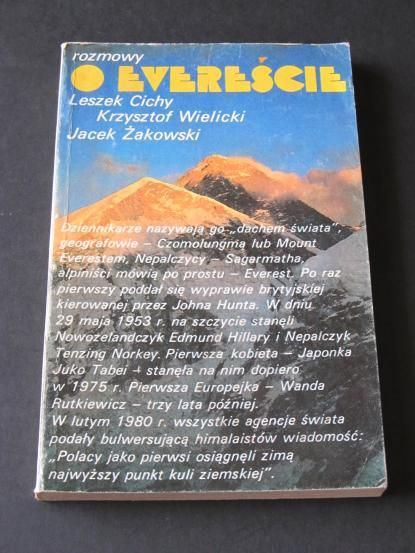 rozmowy
O EVEREŚCIE
Leszek Cichy
Krzysztof Wielicki
Jacek Żakowski
Dziennikarze nazywają go „dachem świata”,
geografowie – Czomolungmą lub Mount
Everestem, Nepalczycy – Sagarmatha,
alpiniści mówią po prostu – Everest. Po raz
pierwszy poddał się wyprawie brytyjskiej
kierowanej przez Johna Hunta. W dniu
29 maja 1953 r. na szczycie stanęli
Nowozelandczyk Edmund Hillary i Nepalczyk
Tenzing Norkey. Pierwsza kobieta – Japonka
Juko Tabei – stanęła na nim dopiero
w 1975 r. Pierwsza Europejka – Wanda
Rutkiewicz – trzy lata później.
W lutym 1980 r. wszystkie agencje świata
podały bulwersującą himalaistów wiadomość:
„Polacy jako pierwsi osiągnęli zimą
najwyższy punkt kuli ziemskiej”.